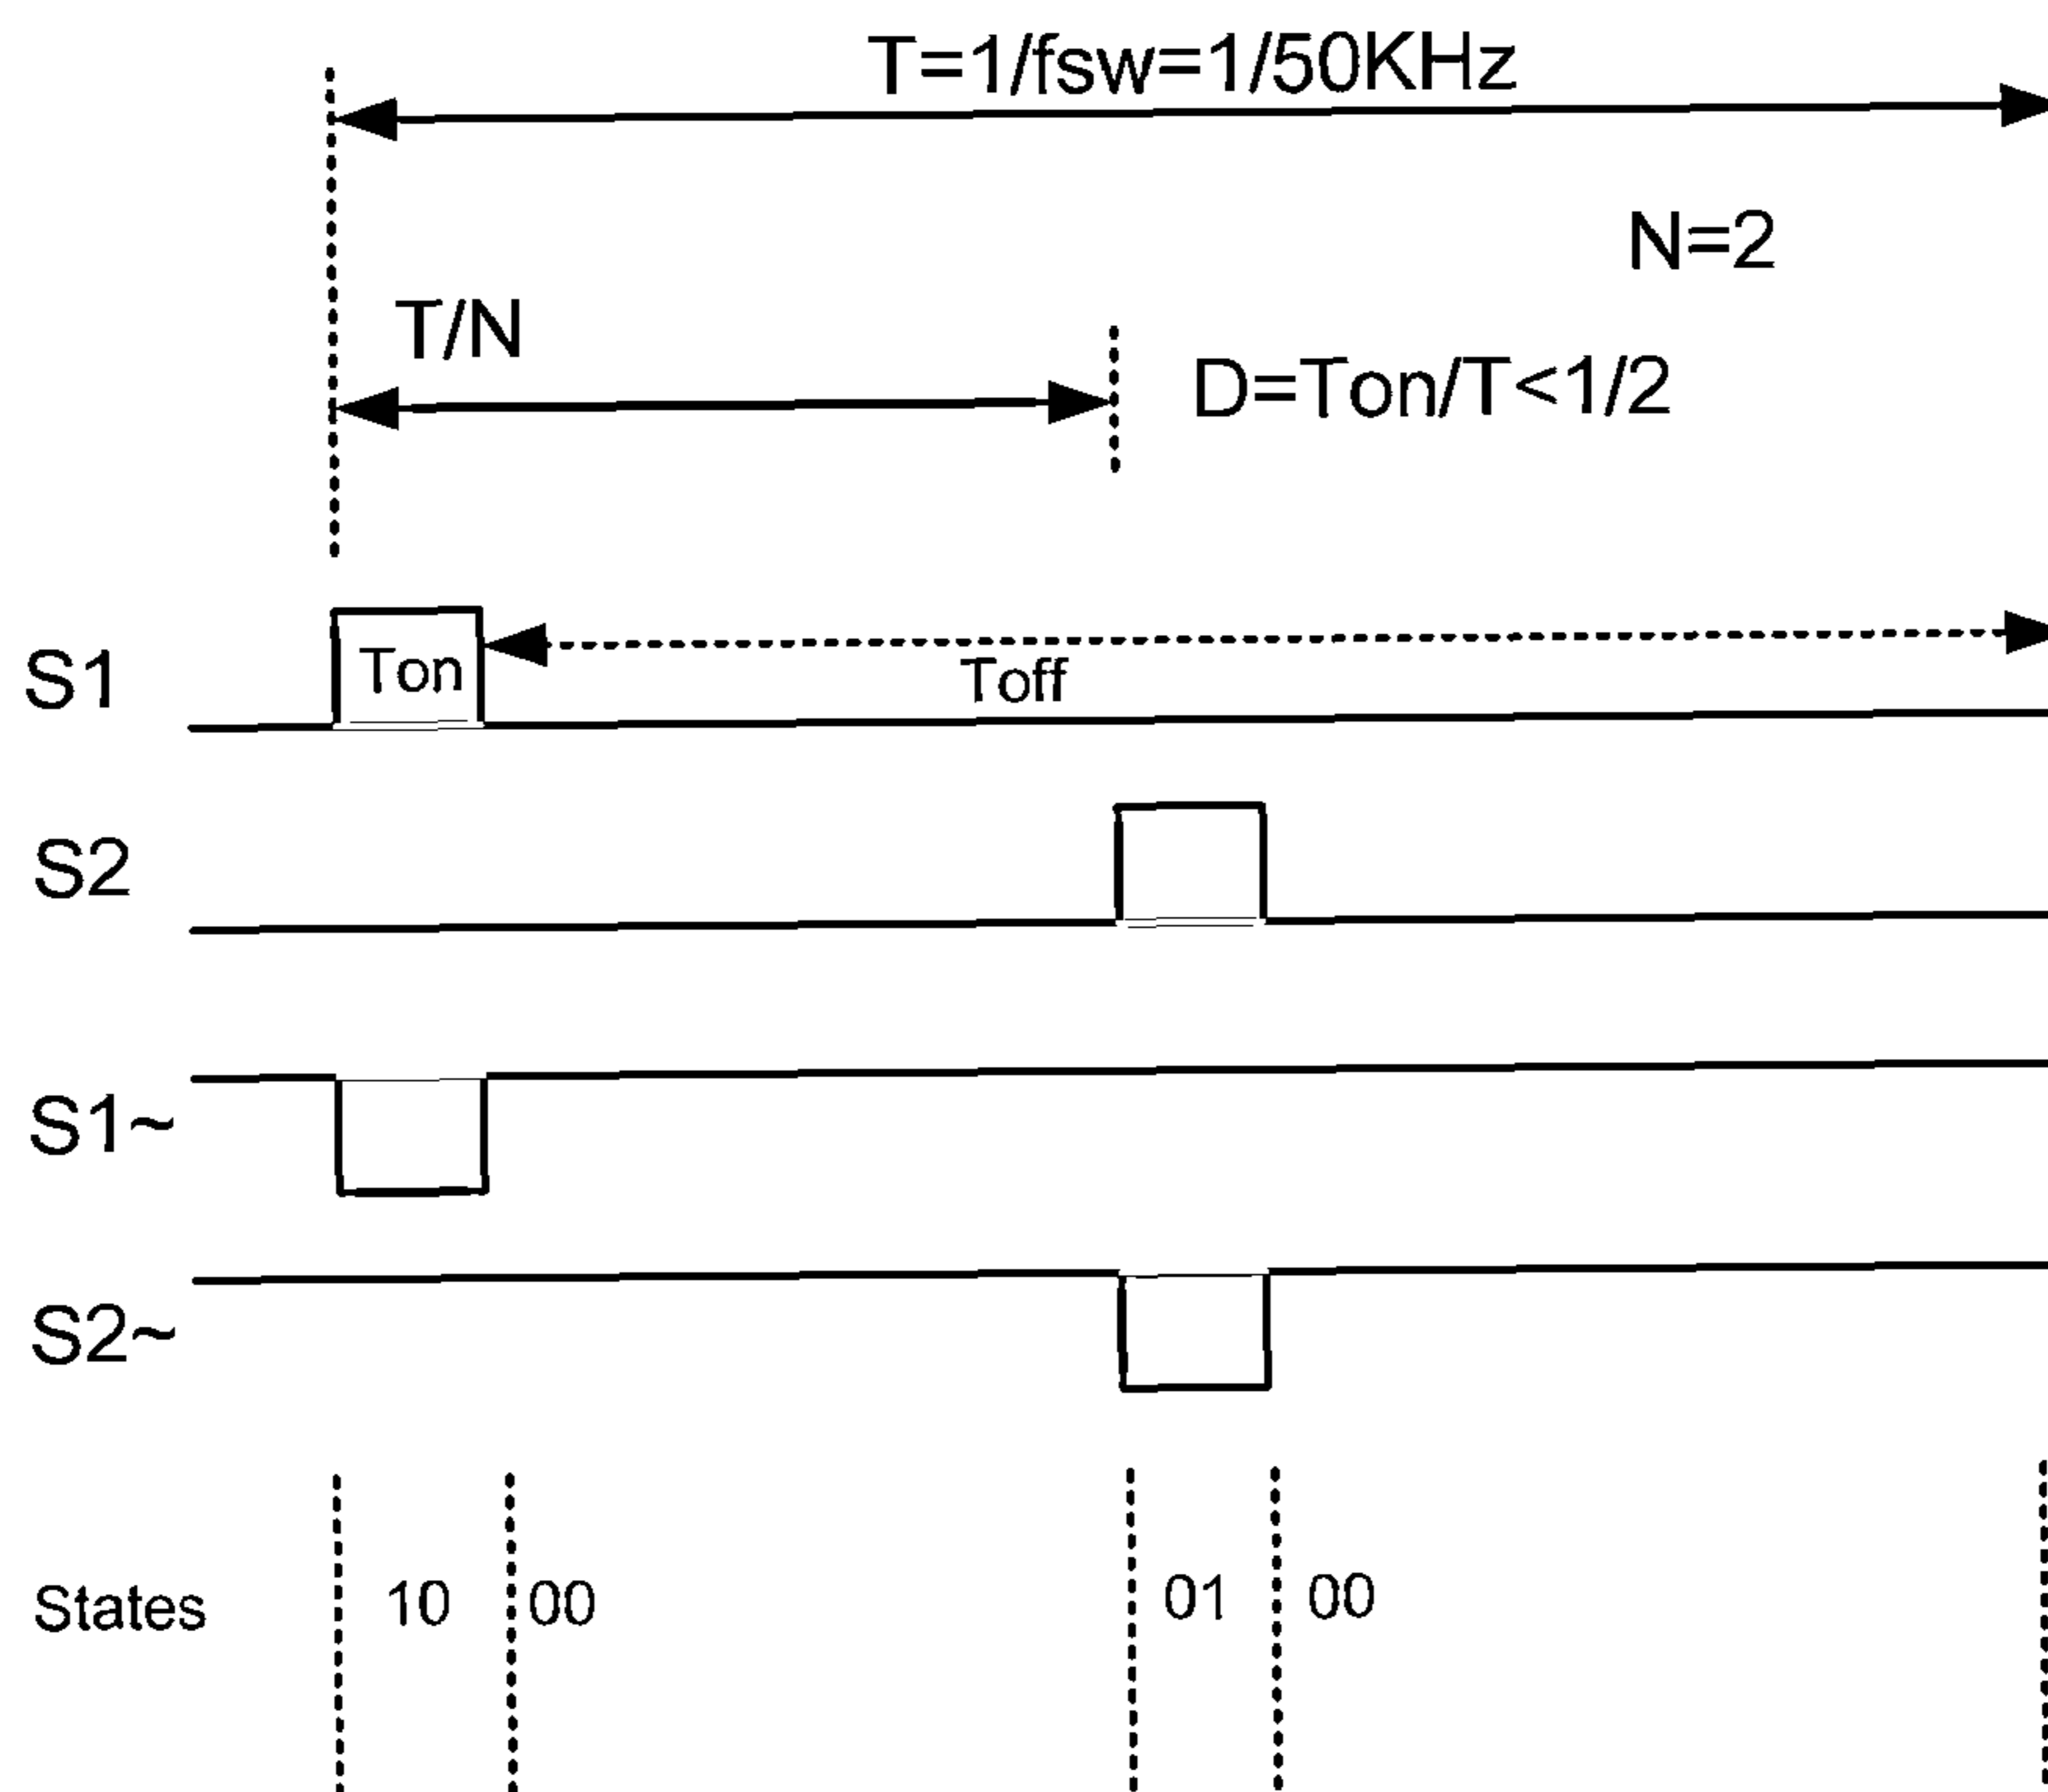 T=1/fsw=1/50KHz
N=2
T/N
D=Ton/T<1/2
S1
Ton
Toff
S2
S1~
S2~
States
10
00
01
00